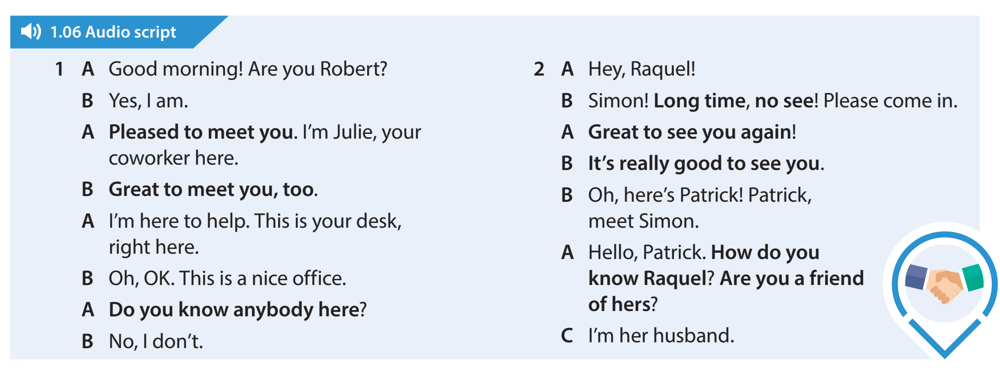 1.06 Audio script
1 A Good morning! Are you Robert?
B Yes, I am.
A Pleased to meet you. I’m Julie, your
coworker here.
B Great to meet you, too.
A I’m here to help. This is your desk,
right here.
B Oh, OK. This is a nice office.
A Do you know anybody here?
B No, I don’t.
2 A Hey, Raquel!
B Simon! Long time, no see! Please come in.
A Great to see you again!
B It’s really good to see you.
B Oh, here’s Patrick! Patrick,
meet Simon.
A Hello, Patrick. How do you
know Raquel? Are you a friend
of hers?
C I’m her husband.